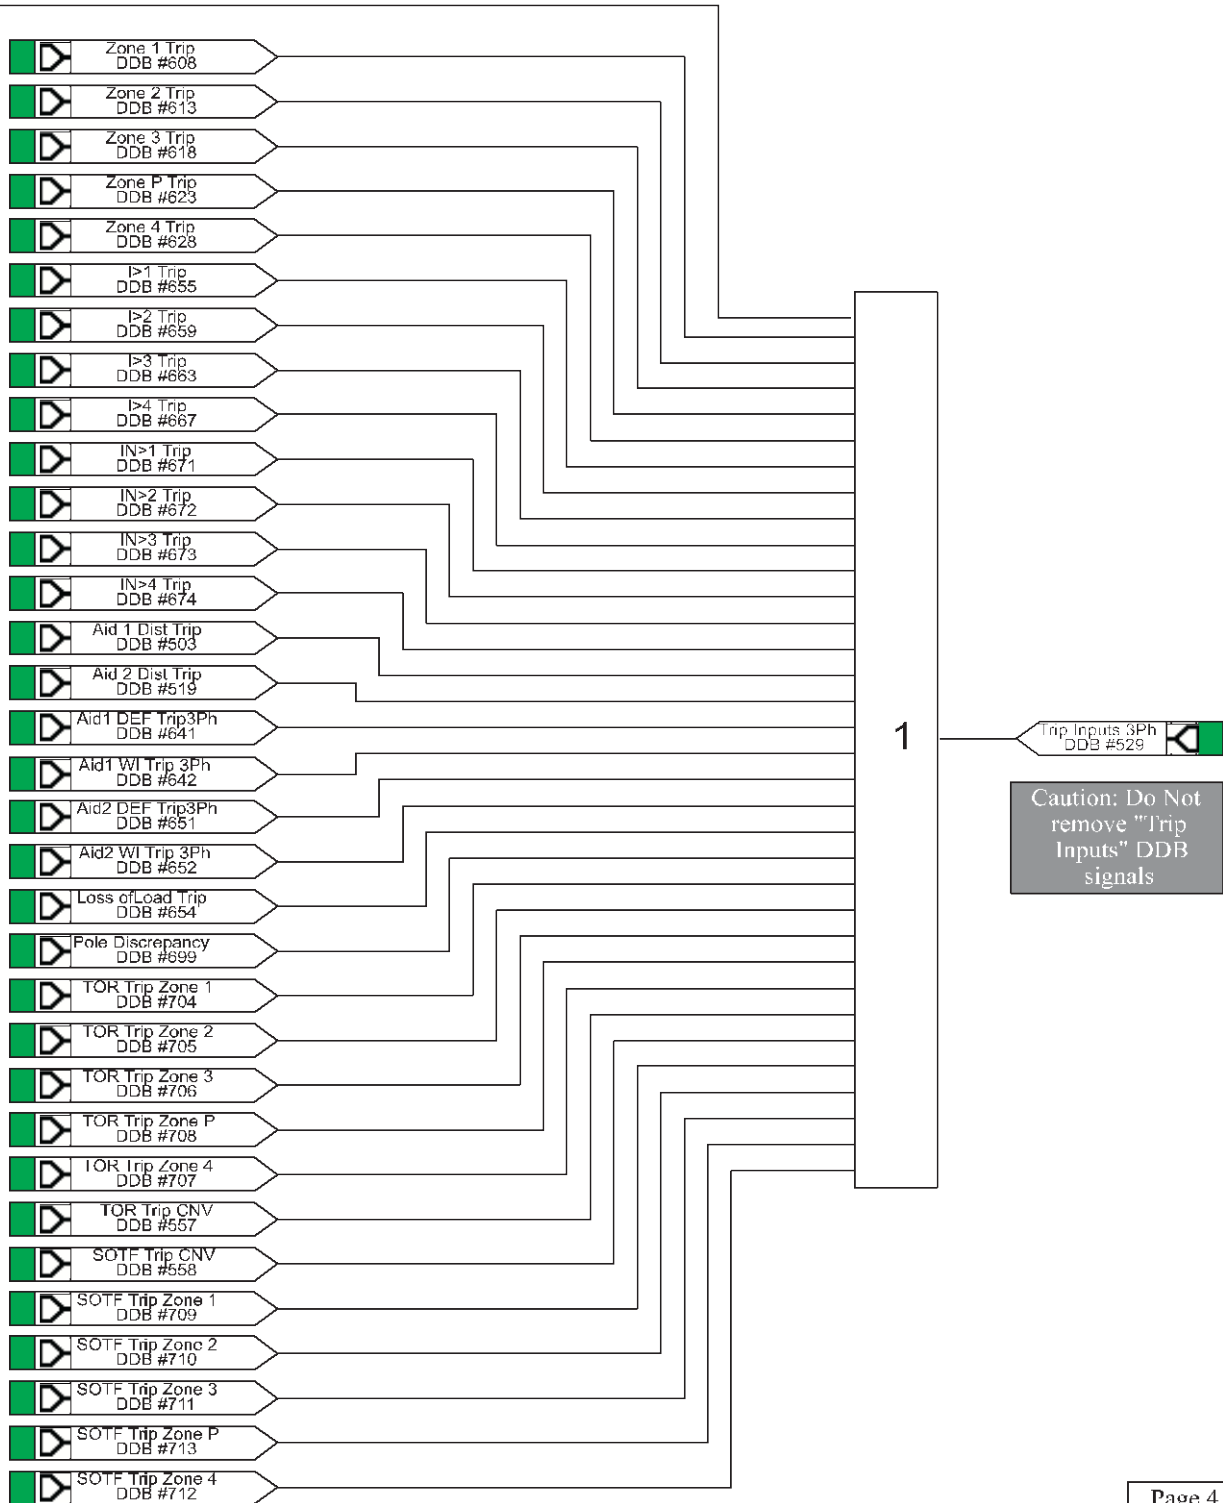 Zone 1 Trip
DDB #608
Zone 2 Trip
DDB #613
Zone 3 Trip
DDB #618
Zone P Trip
DDB #623
Zone 4 Trip
DDB #628
I>1 Trip
DDB #655
I>2 Trip
DDB #659
I>3 Trip
DDB #663
I>4 Trip
DDB #667
IN>1 Trip
DDB #671
IN>2 Trip
DDB #672
IN>3 Trip
DDB #673
IN>4 Trip
DDB #674
Aid 1 Dist Trip
DDB #503
Aid 2 Dist Trip
DDB #519
Aid1 DEF Trip3Ph
DDB #641
Aid1 WI Trip 3Ph
DDB #642
Aid2 DEF Trip3Ph
DDB #651
Aid2 WI Trip 3Ph
DDB #652
Loss ofLoad Trip
DDB #654
Pole Discrepancy
DDB #699
TOR Trip Zone 1
DDB #704
TOR Trip Zone 2
DDB #705
TOR Trip Zone 3
DDB #706
TOR Trip Zone P
DDB #708
TOR Trip Zone 4
DDB #707
TOR Trip CNV
DDB #557
SOTF Trip CNV
DDB #558
SOTF Trip Zone 1
DDB #709
SOTF Trip Zone 2
DDB #710
SOTF Trip Zone 3
DDB #711
SOTF Trip Zone P
DDB #713
SOTF Trip Zone 4
DDB #712
1
Trip Inputs 3Ph
DDB #529
Caution: Do Not
remove "Trip
Inputs" DDB
signals
Page 4